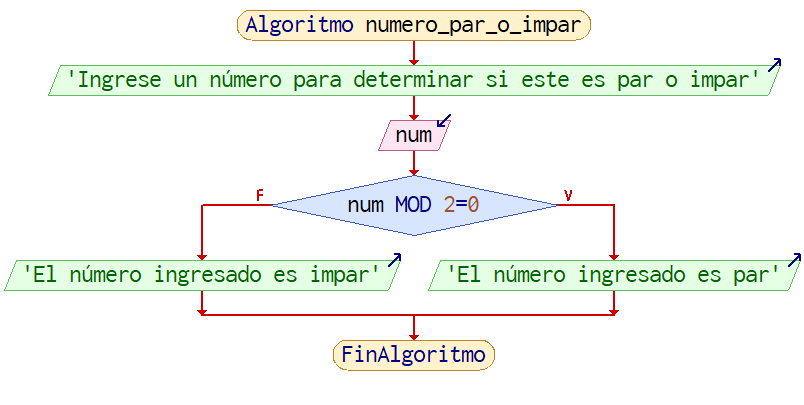 Algoritmo numero_par_o_impar
'Ingrese un número para determinar si este es par o impar'
num
F
V
num MOD 2=0
'El número ingresado es impar'
'El número ingresado es par'
FinAlgoritmo